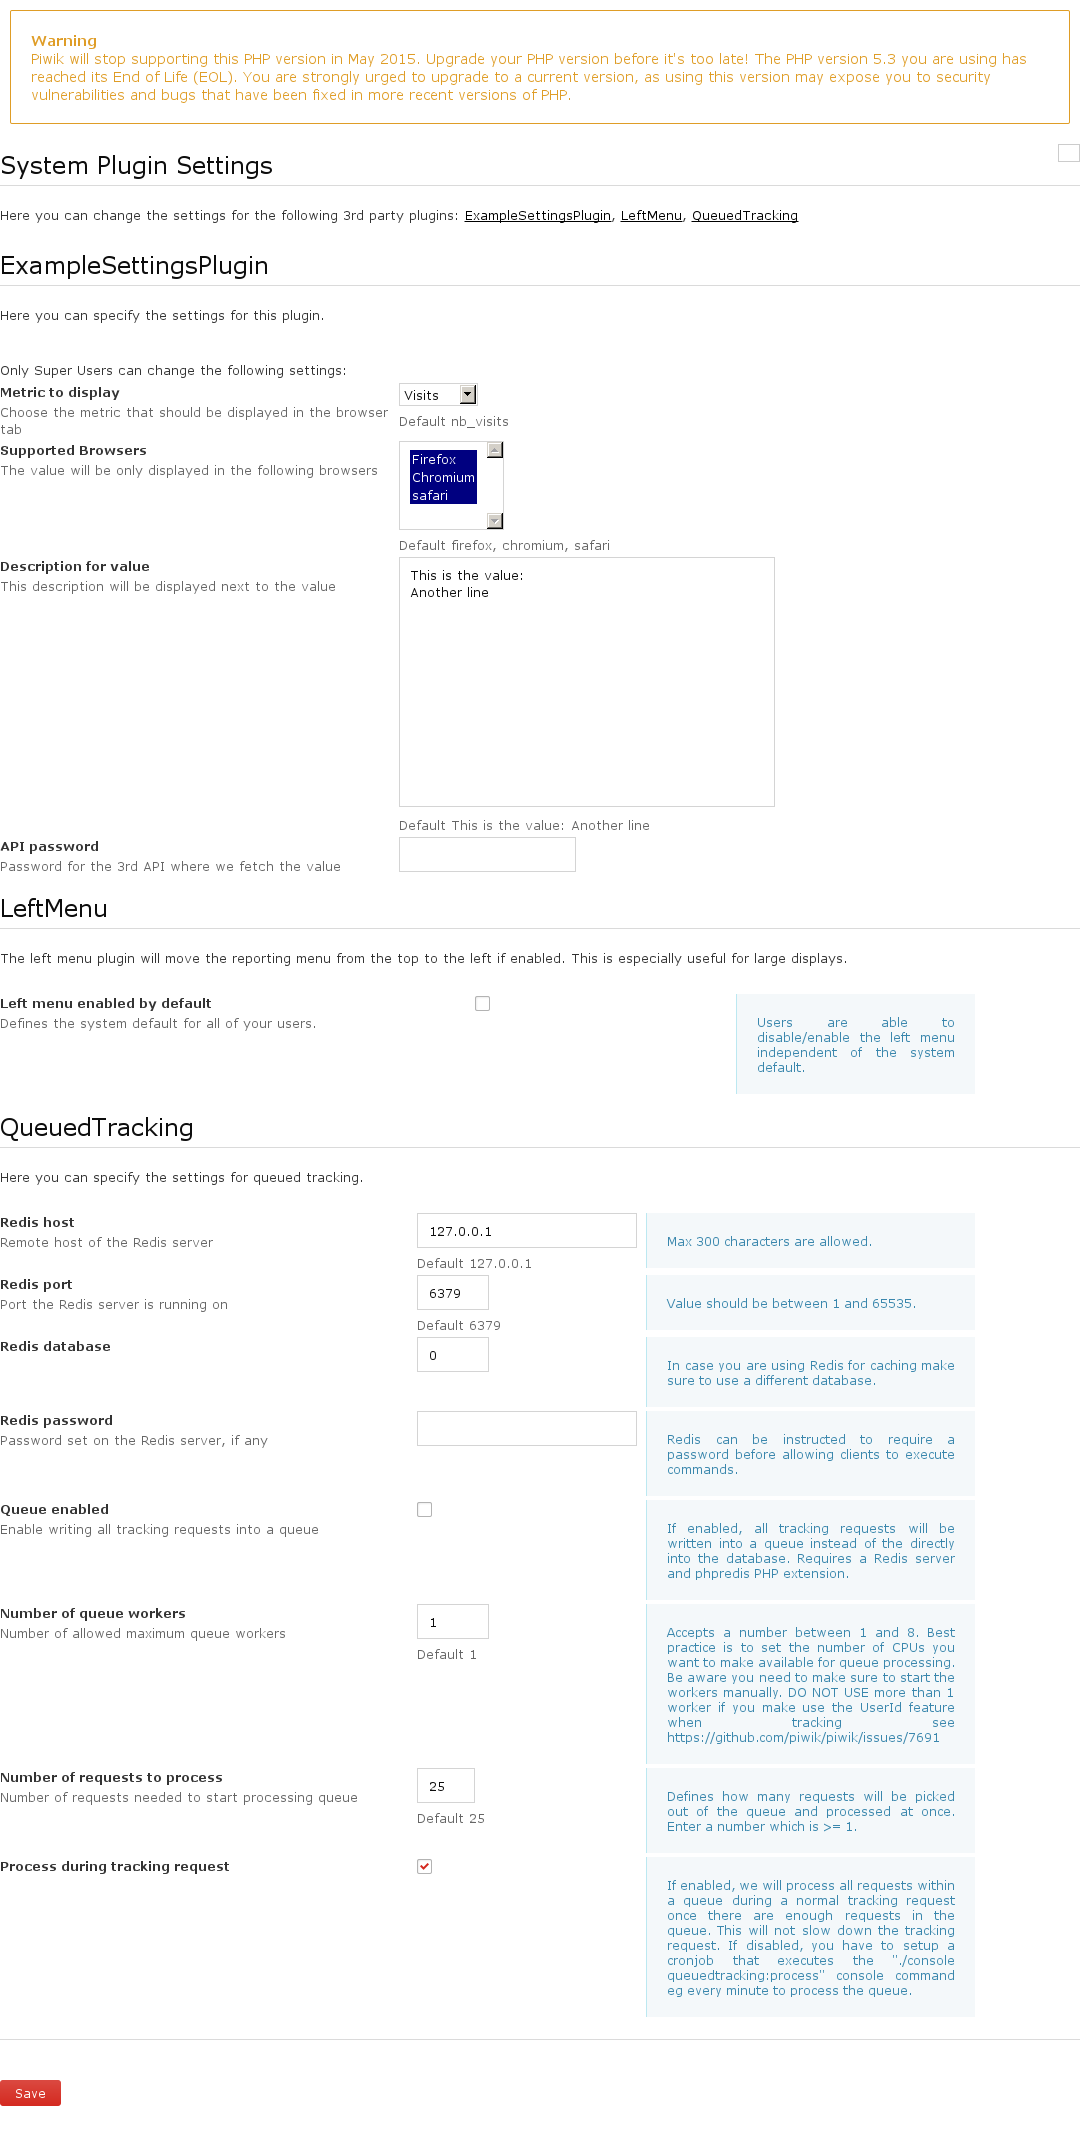 Warning
Piwik will stop supporting this PHP version in May 2015. Upgrade your PHP version before it's too late! The PHP version 5.3 you are using has
reached its End of Life (EOL). You are strongly urged to upgrade to a current version, as using this version may expose you to security
vulnerabilities and bugs that have been fixed in more recent versions of PHP.
System Plugin Settings
Here you can change the settings for the following 3rd party plugins: ExampleSettingsPlugin, LeftMenu, QueuedTracking
ExampleSettingsPlugin
Here you can specify the settings for this plugin.
Only Super Users can change the following settings:
Metric to display
Choose the metric that should be displayed in the browser
tab
Visits
Default nb_visits
Supported Browsers
The value will be only displayed in the following browsers
Firefox
Chromium
safari
Default firefox, chromium, safari
Description for value
This description will be displayed next to the value
This is the value:
Another line
Default This is the value: Another line
API password
Password for the 3rd API where we fetch the value
LeftMenu
The left menu plugin will move the reporting menu from the top to the left if enabled. This is especially useful for large displays.
Left menu enabled by default
Defines the system default for all of your users.
Users are able to
disable/enable the left menu
independent of the system
default.
QueuedTracking
Here you can specify the settings for queued tracking.
Redis host
Remote host of the Redis server
127.0.0.1
Default 127.0.0.1
Max 300 characters are allowed.
Redis port
Port the Redis server is running on
6379
Default 6379
Value should be between 1 and 65535.
Redis database
0
In case you are using Redis for caching make
sure to use a different database.
Redis password
Password set on the Redis server, if any
Redis can be instructed to require a
password before allowing clients to execute
commands.
Queue enabled
Enable writing all tracking requests into a queue
If enabled, all tracking requests will be
written into a queue instead of the directly
into the database. Requires a Redis server
and phpredis PHP extension.
Number of queue workers
Number of allowed maximum queue workers
1
Default 1
Accepts a number between 1 and 8. Best
practice is to set the number of CPUs you
want to make available for queue processing.
Be aware you need to make sure to start the
workers manually. DO NOT USE more than 1
worker if you make use the UserId feature
when tracking see
https://github.com/piwik/piwik/issues/7691
Number of requests to process
Number of requests needed to start processing queue
25
Default 25
Defines how many requests will be picked
out of the queue and processed at once.
Enter a number which is >= 1.
Process during tracking request
If enabled, we will process all requests within
a queue during a normal tracking request
once there are enough requests in the
queue. This will not slow down the tracking
request. If disabled, you have to setup a
cronjob that executes the "./console
queuedtracking:process" console command
eg every minute to process the queue.
Save